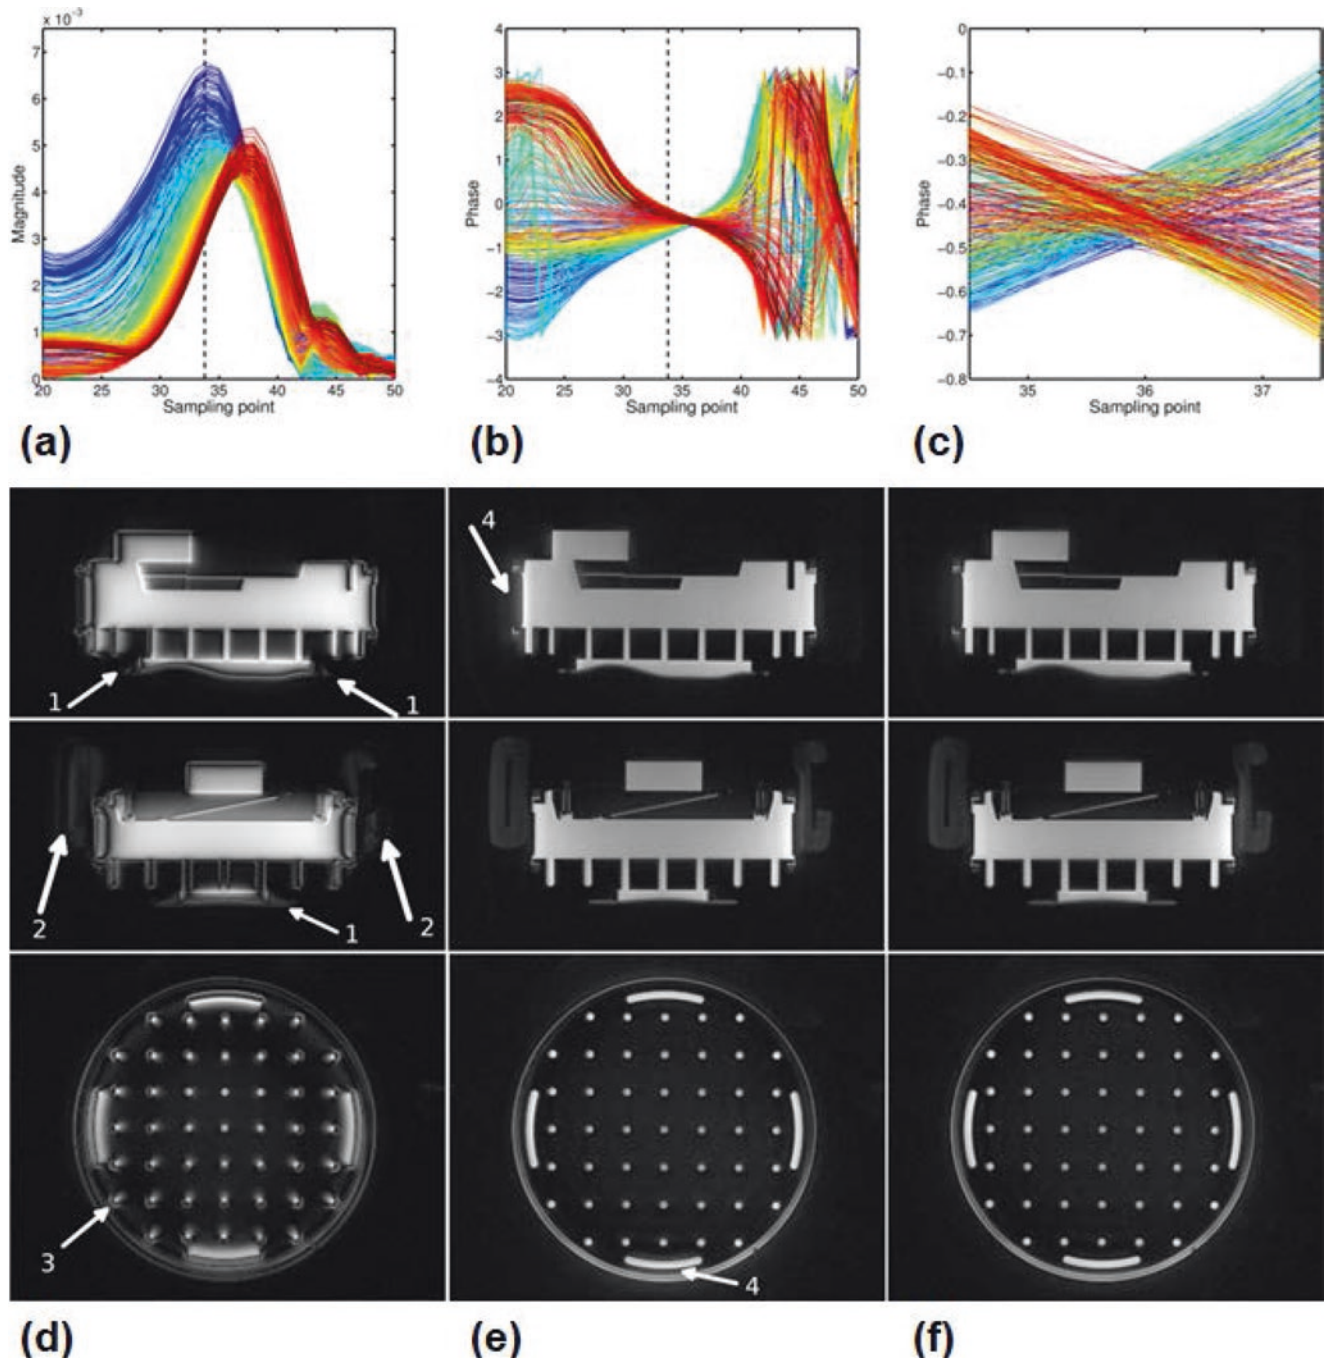 x 10⁻³
7
6
5
4
3
2
1
0
Magnitude
20 25 30 35 40 45 50
Sampling point
(a)
4
3
2
1
0
−1
−2
−3
−4
Phase
20 25 30 35 40 45 50
Sampling point
(b)
0
−0.1
−0.2
−0.3
−0.4
−0.5
−0.6
−0.7
−0.8
Phase
35 36 37
Sampling point
(c)
1 1
4
2 1 2
3
4
(d) (e) (f)